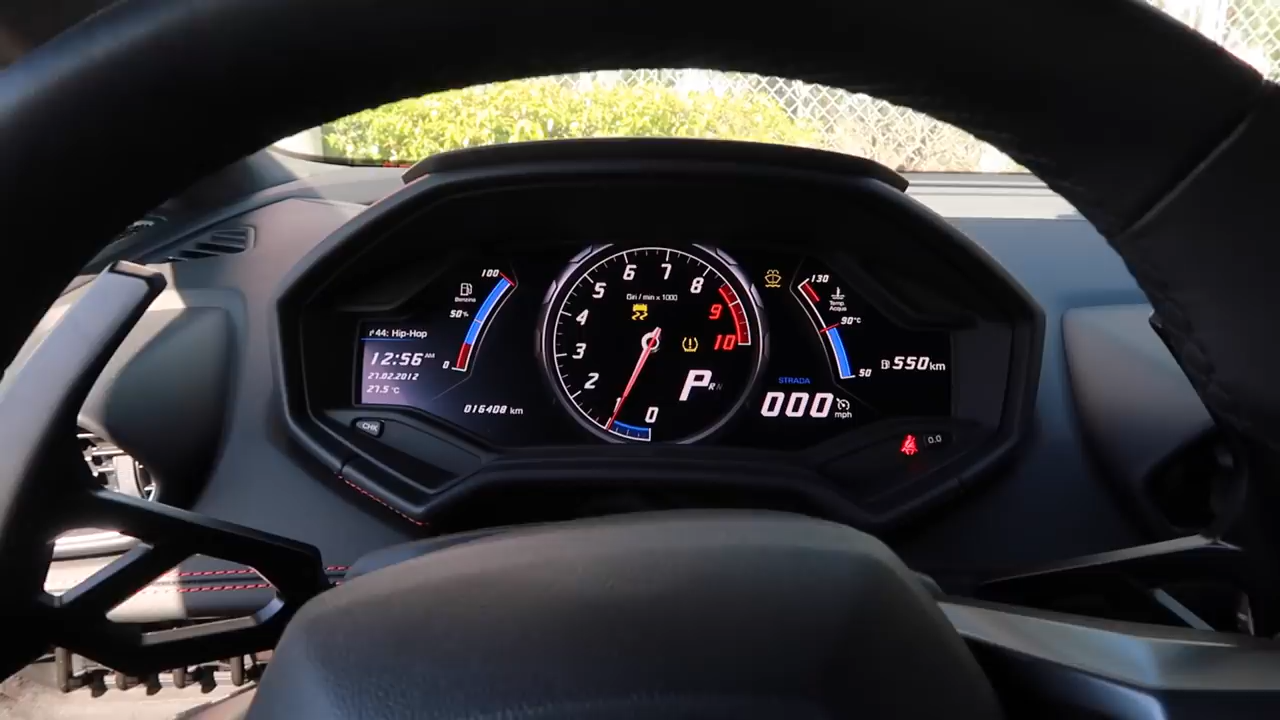 44: Hip-Hop
12:56 AM
27.02.2012
27.5 °C
CHK
100
Benzina
50%
0
016408 km
0
1
2
3
4
5
6
7
8
9
10
Giri / min x 1000
P R N
130
Temp. Acqua
90°C
50
STRADA
000 mph
550 km
0.0